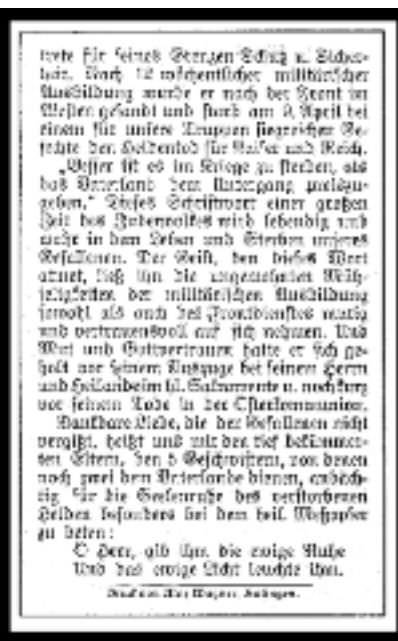 trete für seines Grenzen Schutz u. Sicher-
heit. Nach 12 wöchentlicher militärischer
Ausbildung wurde er nach der Front im
Westen gesandt und starb am 9. April bei
einem für unsere Truppen siegreichen Ge-
fechte den Heldentod für Kaiser und Reich.
„Besser ist es im Kriege zu sterben, als
das Vaterland dem Untergang preiszu-
geben.“ Dieses Schriftwort einer großen
Zeit des Judenvolkes wird lebendig und
wahr in dem Leben und Sterben unseres
Gefallenen. Der Geist, den dieses Wort
atmet, ließ ihn die ungewohnten Müh-
seligkeiten der militärischen Ausbildung
sowohl als auch des Frontdienstes mutig
und vertrauensvoll auf sich nehmen. Und
Mut und Gottvertrauen hatte er sich ge-
holt vor seinem Auszuge bei seinem Herrn
und Heiland im hl. Sakramente u. noch kurz
vor seinem Tode in der Osterkommunion.
Dankbare Liebe, die der Gefallenen nicht
vergißt, heißt uns mit den tief bekümmer-
ten Eltern, den 5 Geschwistern, von denen
noch zwei dem Vaterlande dienen, andäch-
tig für die Seelenruhe des verstorbenen
Helden besonders bei dem heil. Meßopfer
zu beten:
O Herr, gib ihm die ewige Ruhe
Und das ewige Licht leuchte ihm.